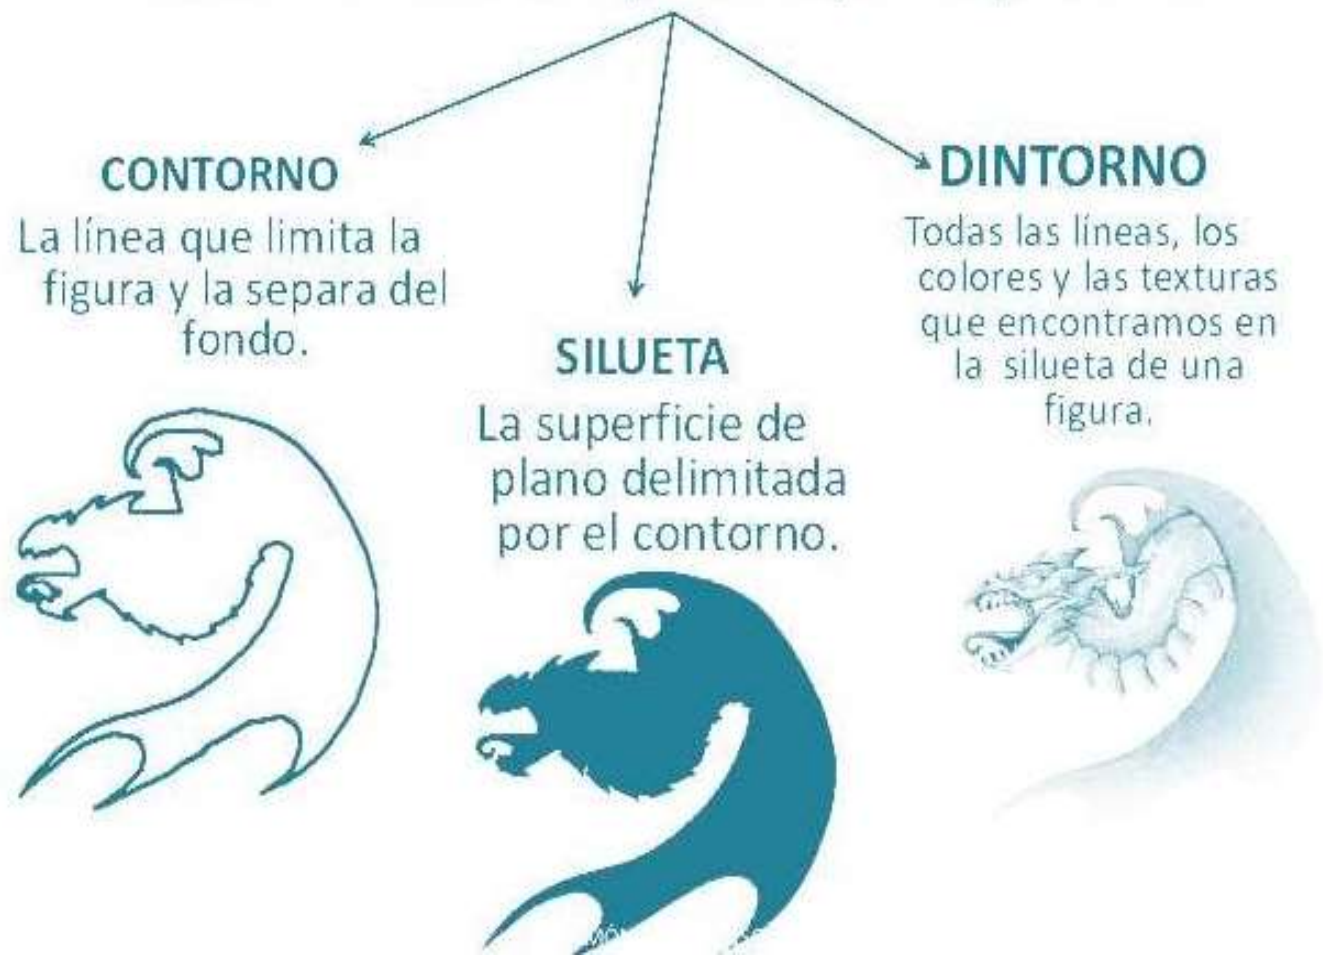 CONTORNO
La línea que limita la
figura y la separa del
fondo.
SILUETA
La superficie de
plano delimitada
por el contorno.
DINTORNO
Todas las líneas, los
colores y las texturas
que encontramos en
la silueta de una
figura.